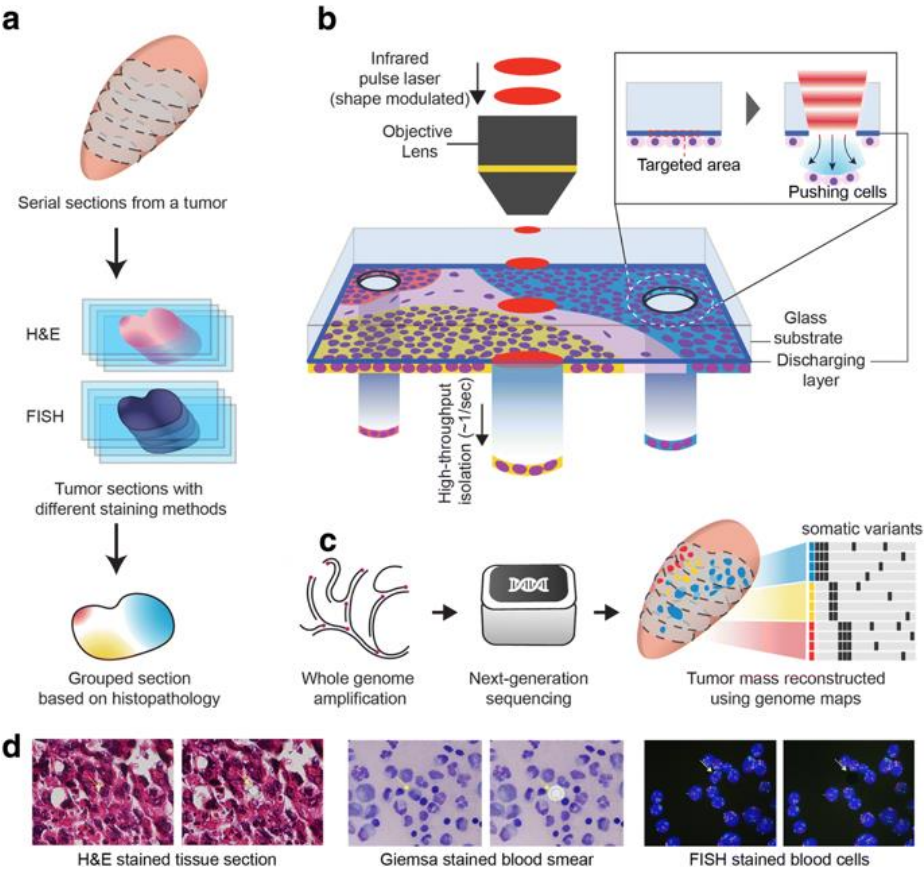 a
Serial sections from a tumor
H&E
FISH
Tumor sections with
different staining methods
Grouped section
based on histopathology
b
Infrared
pulse laser
(shape modulated)
Objective
Lens
Targeted area
Pushing cells
Glass
substrate
Discharging
layer
High-throughput
isolation (~1/sec)
c
Whole genome
amplification
Next-generation
sequencing
somatic variants
Tumor mass reconstructed
using genome maps
d
H&E stained tissue section
Giemsa stained blood smear
FISH stained blood cells